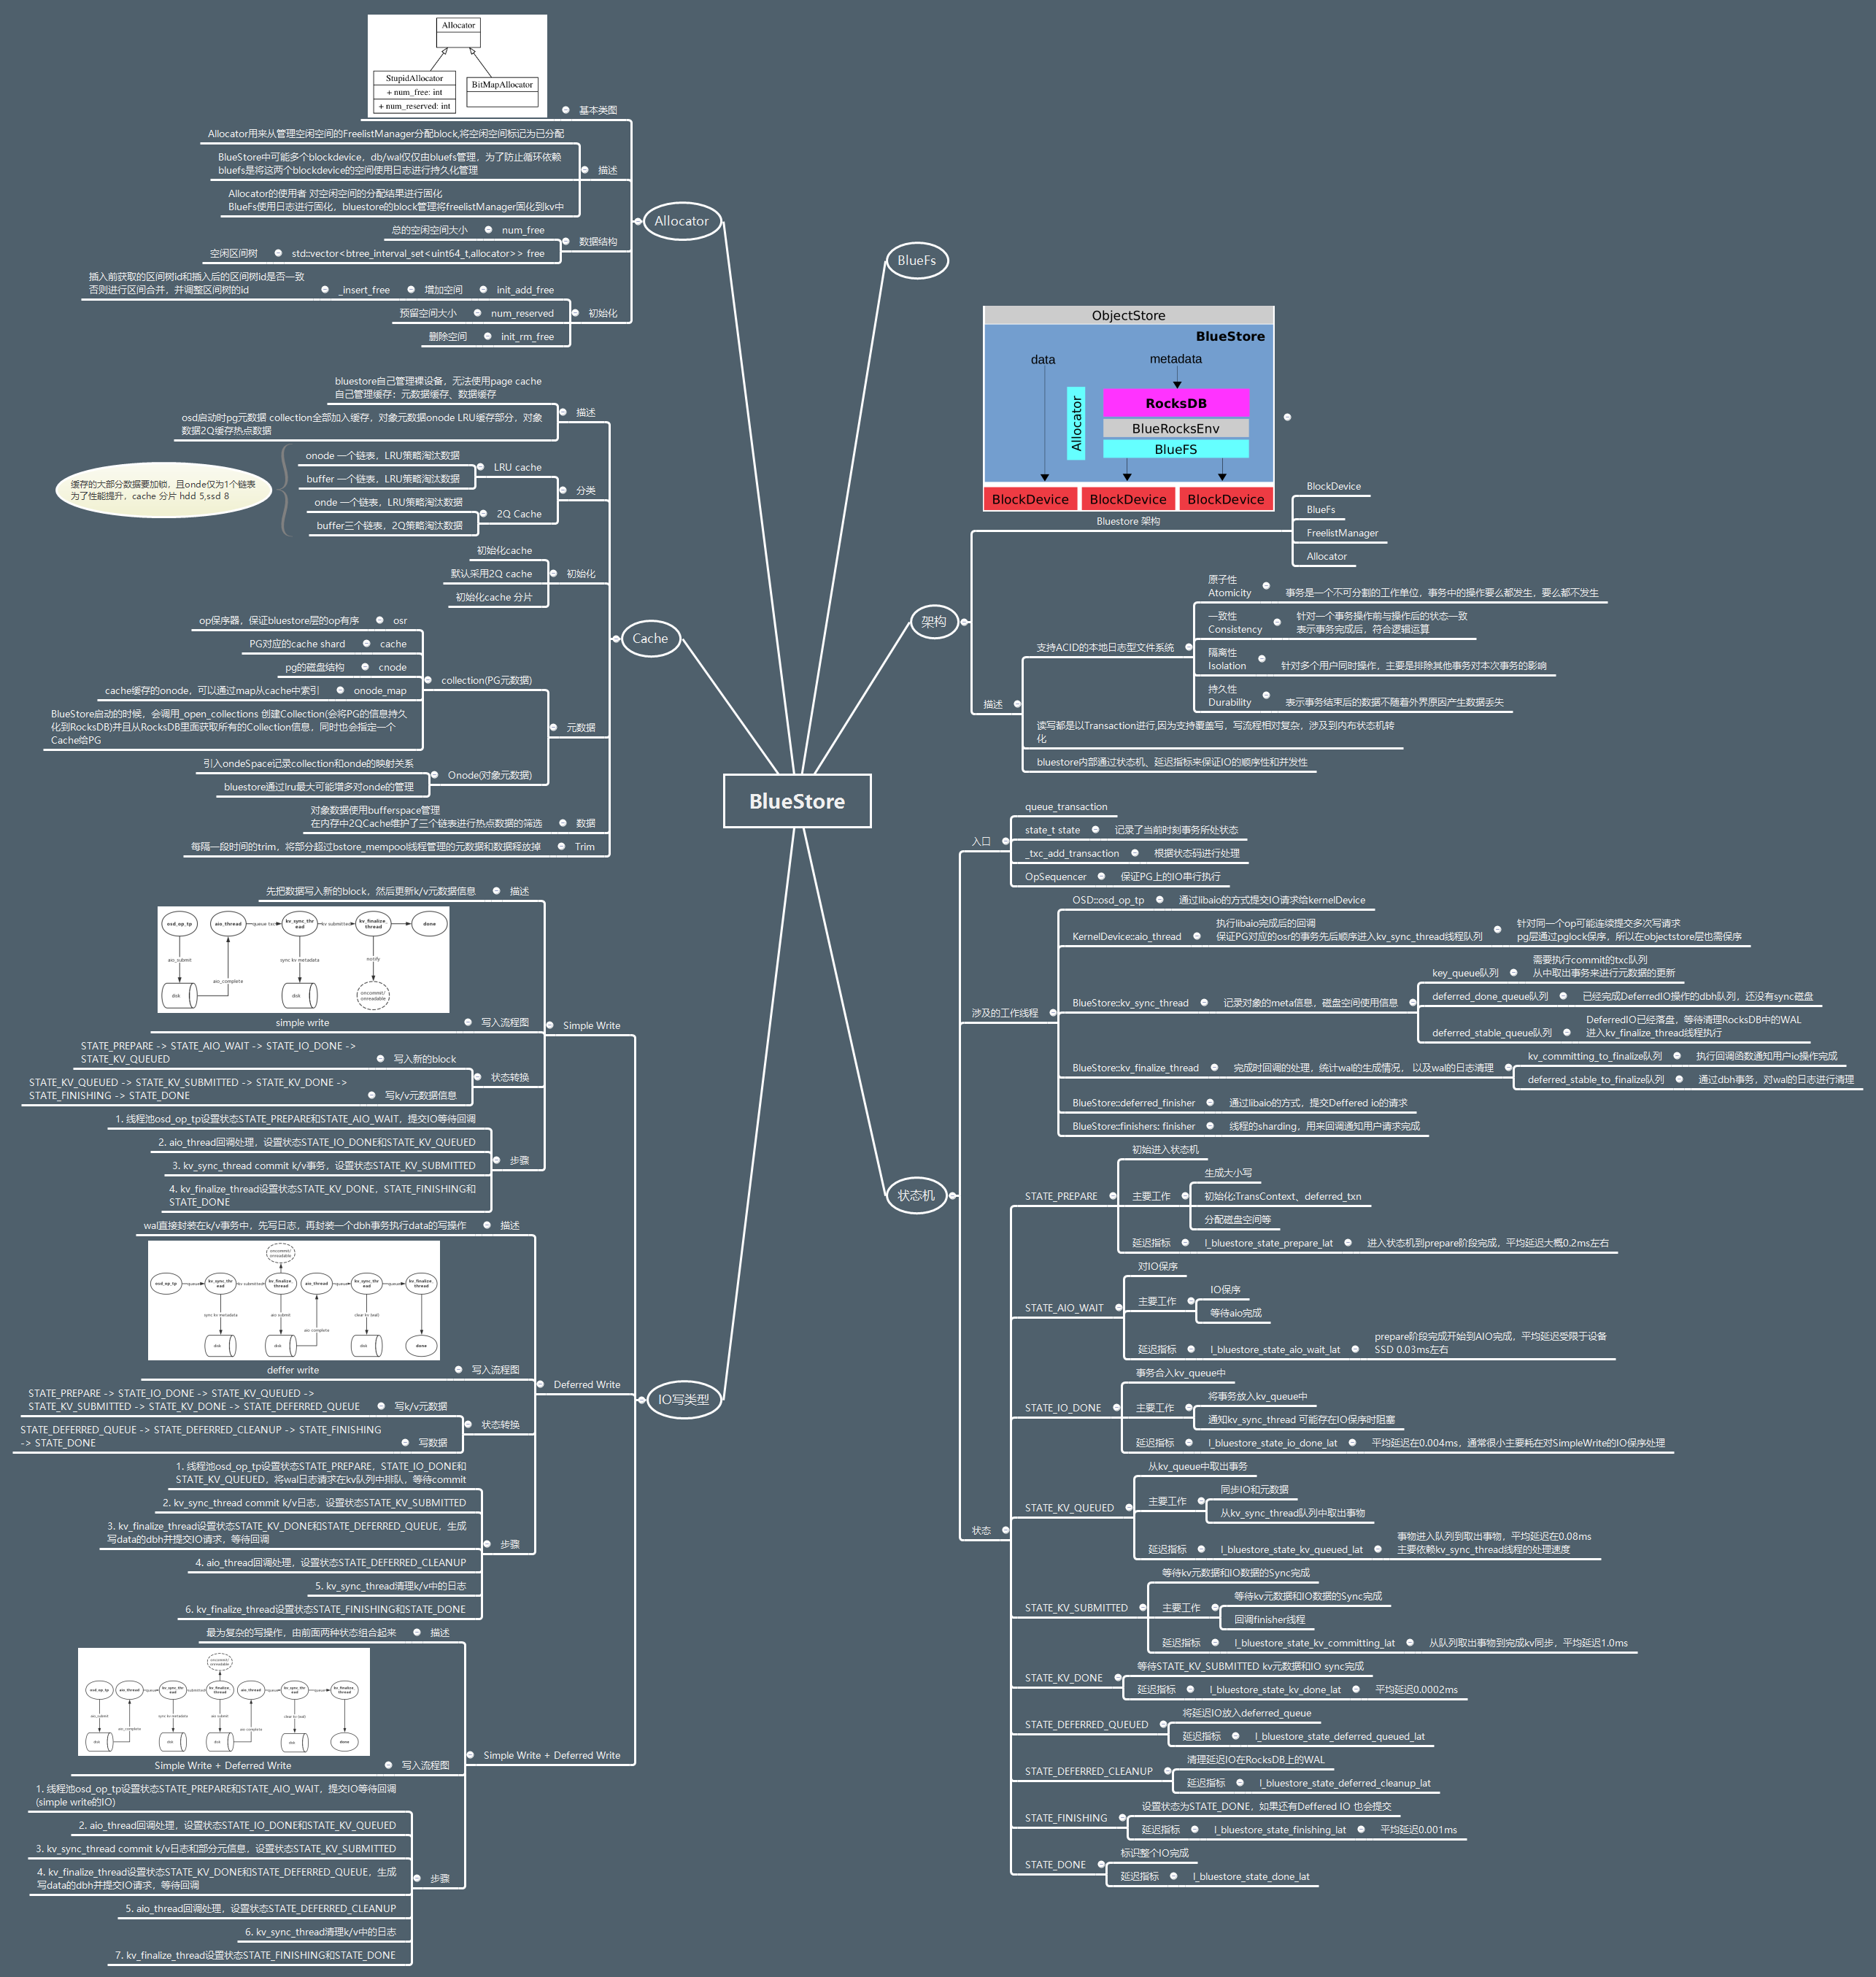 BlueStore
Allocator
Allocator
StupidAllocator
+ num_free: int
+ num_reserved: int
BitMapAllocator
基本类图
Allocator用来从管理空闲空间的FreelistManager分配block,将空闲空间标记为已分配
BlueStore中可能多个blockdevice，db/wal仅仅由bluefs管理，为了防止循环依赖
bluefs是将这两个blockdevice的空间使用日志进行持久化管理
描述
Allocator的使用者 对空闲空间的分配结果进行固化
BlueFs使用日志进行固化，bluestore的block管理将freelistManager固化到kv中
总的空闲空间大小
num_free
数据结构
空闲区间树
std::vector<btree_interval_set<uint64_t,allocator>> free
插入前获取的区间树id和插入后的区间树id是否一致
否则进行区间合并，并调整区间树的id
_insert_free
增加空间
init_add_free
预留空间大小
num_reserved
初始化
删除空间
init_rm_free
Cache
bluestore自己管理裸设备，无法使用page cache
自己管理缓存：元数据缓存、数据缓存
描述
osd启动时pg元数据 collection全部加入缓存，对象元数据onode LRU缓存部分，对象
数据2Q缓存热点数据
缓存的大部分数据要加锁，且onde仅为1个链表
为了性能提升，cache 分片 hdd 5,ssd 8
onode 一个链表，LRU策略淘汰数据
LRU cache
buffer 一个链表，LRU策略淘汰数据
分类
onde 一个链表，LRU策略淘汰数据
2Q Cache
buffer三个链表，2Q策略淘汰数据
初始化cache
默认采用2Q cache
初始化
初始化cache 分片
op保序器，保证bluestore层的op有序
osr
PG对应的cache shard
cache
pg的磁盘结构
cnode
collection(PG元数据)
cache缓存的onode，可以通过map从cache中索引
onode_map
BlueStore启动的时候，会调用_open_collections 创建Collection(会将PG的信息持久
化到RocksDB)并且从RocksDB里面获取所有的Collection信息，同时也会指定一个
Cache给PG
元数据
引入ondeSpace记录collection和onde的映射关系
Onode(对象元数据)
bluestore通过lru最大可能增多对onde的管理
对象数据使用bufferspace管理
在内存中2QCache维护了三个链表进行热点数据的筛选
数据
每隔一段时间的trim，将部分超过bstore_mempool线程管理的元数据和数据释放掉
Trim
IO写类型
先把数据写入新的block，然后更新k/v元数据信息
描述
osd_op_tp
aio_thread
queue txc
kv_sync_thr
ead
kv submitted
kv_finalize_
thread
done
aio_submit
aio_complete
sync kv metadata
notify
disk
disk
oncommit/
onreadable
simple write
写入流程图
Simple Write
STATE_PREPARE -> STATE_AIO_WAIT -> STATE_IO_DONE ->
STATE_KV_QUEUED
写入新的block
状态转换
STATE_KV_QUEUED -> STATE_KV_SUBMITTED -> STATE_KV_DONE ->
STATE_FINISHING -> STATE_DONE
写k/v元数据信息
1. 线程池osd_op_tp设置状态STATE_PREPARE和STATE_AIO_WAIT，提交IO等待回调
2. aio_thread回调处理，设置状态STATE_IO_DONE和STATE_KV_QUEUED
步骤
3. kv_sync_thread commit k/v事务，设置状态STATE_KV_SUBMITTED
4. kv_finalize_thread设置状态STATE_KV_DONE，STATE_FINISHING和
STATE_DONE
wal直接封装在k/v事务中，先写日志，再封装一个dbh事务执行data的写操作
描述
oncommit/
onreadable
osd_op_tp
queue
kv_sync_thr
ead
kv submitted
kv_finalize_
thread
aio_thread
queue
kv_sync_thr
ead
queue
kv_finalize_
thread
sync kv metadata
aio submit
aio complete
clear kv (wal)
disk
disk
disk
done
deffer write
写入流程图
Deferred Write
STATE_PREPARE -> STATE_IO_DONE -> STATE_KV_QUEUED ->
STATE_KV_SUBMITTED -> STATE_KV_DONE -> STATE_DEFERRED_QUEUE
写k/v元数据
状态转换
STATE_DEFERRED_QUEUE -> STATE_DEFERRED_CLEANUP -> STATE_FINISHING
-> STATE_DONE
写数据
1. 线程池osd_op_tp设置状态STATE_PREPARE，STATE_IO_DONE和
STATE_KV_QUEUED，将wal日志请求在kv队列中排队，等待commit
2. kv_sync_thread commit k/v日志，设置状态STATE_KV_SUBMITTED
3. kv_finalize_thread设置状态STATE_KV_DONE和STATE_DEFERRED_QUEUE，生成
写data的dbh并提交IO请求，等待回调
步骤
4. aio_thread回调处理，设置状态STATE_DEFERRED_CLEANUP
5. kv_sync_thread清理k/v中的日志
6. kv_finalize_thread设置状态STATE_FINISHING和STATE_DONE
最为复杂的写操作，由前面两种状态组合起来
描述
oncommit/
onreadable
osd_op_tp
aio_thread
queue
kv_sync_thr
ead
submitted
kv_finalize_
thread
aio_thread
queue
kv_sync_thr
ead
queue
kv_finalize_
thread
aio_submit
aio_complete
sync kv metadata
aio submit
aio complete
clear kv (wal)
disk
disk
disk
disk
done
Simple Write + Deferred Write
写入流程图
Simple Write + Deferred Write
1. 线程池osd_op_tp设置状态STATE_PREPARE和STATE_AIO_WAIT，提交IO等待回调
(simple write的IO)
2. aio_thread回调处理，设置状态STATE_IO_DONE和STATE_KV_QUEUED
3. kv_sync_thread commit k/v日志和部分元信息，设置状态STATE_KV_SUBMITTED
4. kv_finalize_thread设置状态STATE_KV_DONE和STATE_DEFERRED_QUEUE，生成
写data的dbh并提交IO请求，等待回调
步骤
5. aio_thread回调处理，设置状态STATE_DEFERRED_CLEANUP
6. kv_sync_thread清理k/v中的日志
7. kv_finalize_thread设置状态STATE_FINISHING和STATE_DONE
BlueFs
架构
ObjectStore
BlueStore
data
metadata
Allocator
RocksDB
BlueRocksEnv
BlueFS
BlockDevice
BlockDevice
BlockDevice
Bluestore 架构
BlockDevice
BlueFs
FreelistManager
Allocator
描述
支持ACID的本地日志型文件系统
原子性
Atomicity
事务是一个不可分割的工作单位，事务中的操作要么都发生，要么都不发生
一致性
Consistency
针对一个事务操作前与操作后的状态一致
表示事务完成后，符合逻辑运算
隔离性
Isolation
针对多个用户同时操作，主要是排除其他事务对本次事务的影响
持久性
Durability
表示事务结束后的数据不随着外界原因产生数据丢失
读写都是以Transaction进行,因为支持覆盖写，写流程相对复杂，涉及到内布状态机转
化
bluestore内部通过状态机、延迟指标来保证IO的顺序性和并发性
状态机
入口
queue_transaction
state_t state
记录了当前时刻事务所处状态
_txc_add_transaction
根据状态码进行处理
OpSequencer
保证PG上的IO串行执行
涉及的工作线程
OSD::osd_op_tp
通过libaio的方式提交IO请求给kernelDevice
KernelDevice::aio_thread
执行libaio完成后的回调
保证PG对应的osr的事务先后顺序进入kv_sync_thread线程队列
针对同一个op可能连续提交多次写请求
pg层通过pglock保序，所以在objectstore层也需保序
BlueStore::kv_sync_thread
记录对象的meta信息，磁盘空间使用信息
key_queue队列
需要执行commit的txc队列
从中取出事务来进行元数据的更新
deferred_done_queue队列
已经完成DeferredIO操作的dbh队列，还没有sync磁盘
deferred_stable_queue队列
DeferredIO已经落盘，等待清理RocksDB中的WAL
进入kv_finalize_thread线程执行
BlueStore::kv_finalize_thread
完成时回调的处理，统计wal的生成情况， 以及wal的日志清理
kv_committing_to_finalize队列
执行回调函数通知用户io操作完成
deferred_stable_to_finalize队列
通过dbh事务，对wal的日志进行清理
BlueStore::deferred_finisher
通过libaio的方式，提交Deffered io的请求
BlueStore::finishers: finisher
线程的sharding，用来回调通知用户请求完成
状态
STATE_PREPARE
初始进入状态机
主要工作
生成大小写
初始化:TransContext、deferred_txn
分配磁盘空间等
延迟指标
l_bluestore_state_prepare_lat
进入状态机到prepare阶段完成，平均延迟大概0.2ms左右
STATE_AIO_WAIT
对IO保序
主要工作
IO保序
等待aio完成
延迟指标
l_bluestore_state_aio_wait_lat
prepare阶段完成开始到AIO完成，平均延迟受限于设备
SSD 0.03ms左右
STATE_IO_DONE
事务合入kv_queue中
主要工作
将事务放入kv_queue中
通知kv_sync_thread 可能存在IO保序时阻塞
延迟指标
l_bluestore_state_io_done_lat
平均延迟在0.004ms，通常很小主要耗在对SimpleWrite的IO保序处理
STATE_KV_QUEUED
从kv_queue中取出事务
主要工作
同步IO和元数据
从kv_sync_thread队列中取出事物
延迟指标
l_bluestore_state_kv_queued_lat
事物进入队列到取出事物，平均延迟在0.08ms
主要依赖kv_sync_thread线程的处理速度
STATE_KV_SUBMITTED
等待kv元数据和IO数据的Sync完成
主要工作
等待kv元数据和IO数据的Sync完成
回调finisher线程
延迟指标
l_bluestore_state_kv_committing_lat
从队列取出事物到完成kv同步，平均延迟1.0ms
STATE_KV_DONE
等待STATE_KV_SUBMITTED kv元数据和IO sync完成
延迟指标
l_bluestore_state_kv_done_lat
平均延迟0.0002ms
STATE_DEFERRED_QUEUED
将延迟IO放入deferred_queue
延迟指标
l_bluestore_state_deferred_queued_lat
STATE_DEFERRED_CLEANUP
清理延迟IO在RocksDB上的WAL
延迟指标
l_bluestore_state_deferred_cleanup_lat
STATE_FINISHING
设置状态为STATE_DONE，如果还有Deffered IO 也会提交
延迟指标
l_bluestore_state_finishing_lat
平均延迟0.001ms
STATE_DONE
标识整个IO完成
延迟指标
l_bluestore_state_done_lat